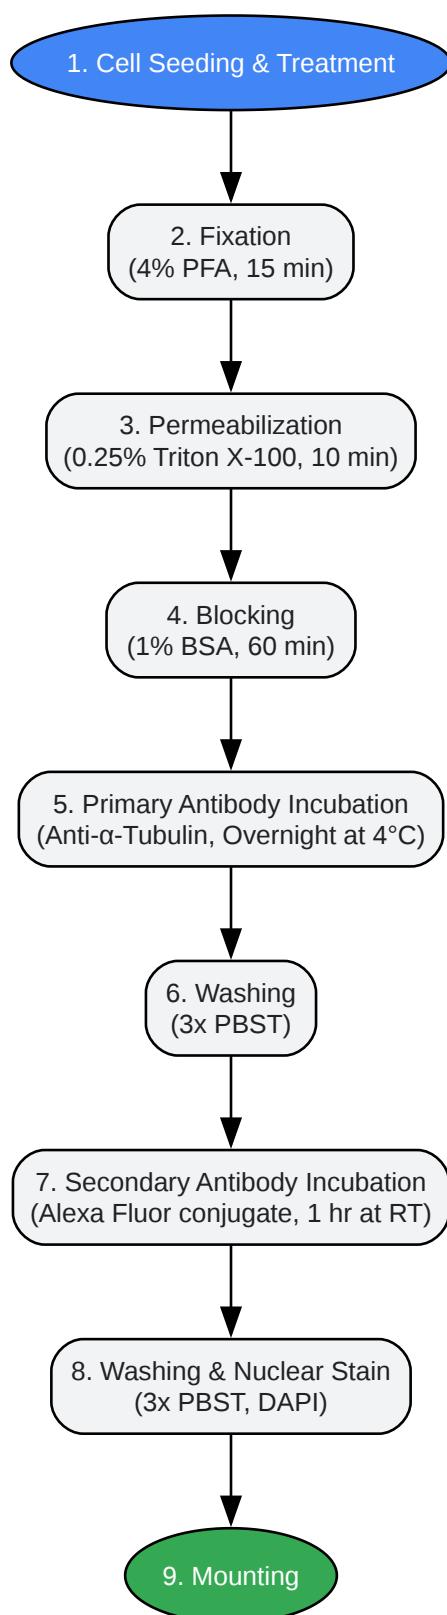 1. Cell Seeding & Treatment
2. Fixation
(4% PFA, 15 min)
3. Permeabilization
(0.25% Triton X-100, 10 min)
4. Blocking
(1% BSA, 60 min)
5. Primary Antibody Incubation
(Anti-α-Tubulin, Overnight at 4°C)
6. Washing
(3x PBST)
7. Secondary Antibody Incubation
(Alexa Fluor conjugate, 1 hr at RT)
8. Washing & Nuclear Stain
(3x PBST, DAPI)
9. Mounting